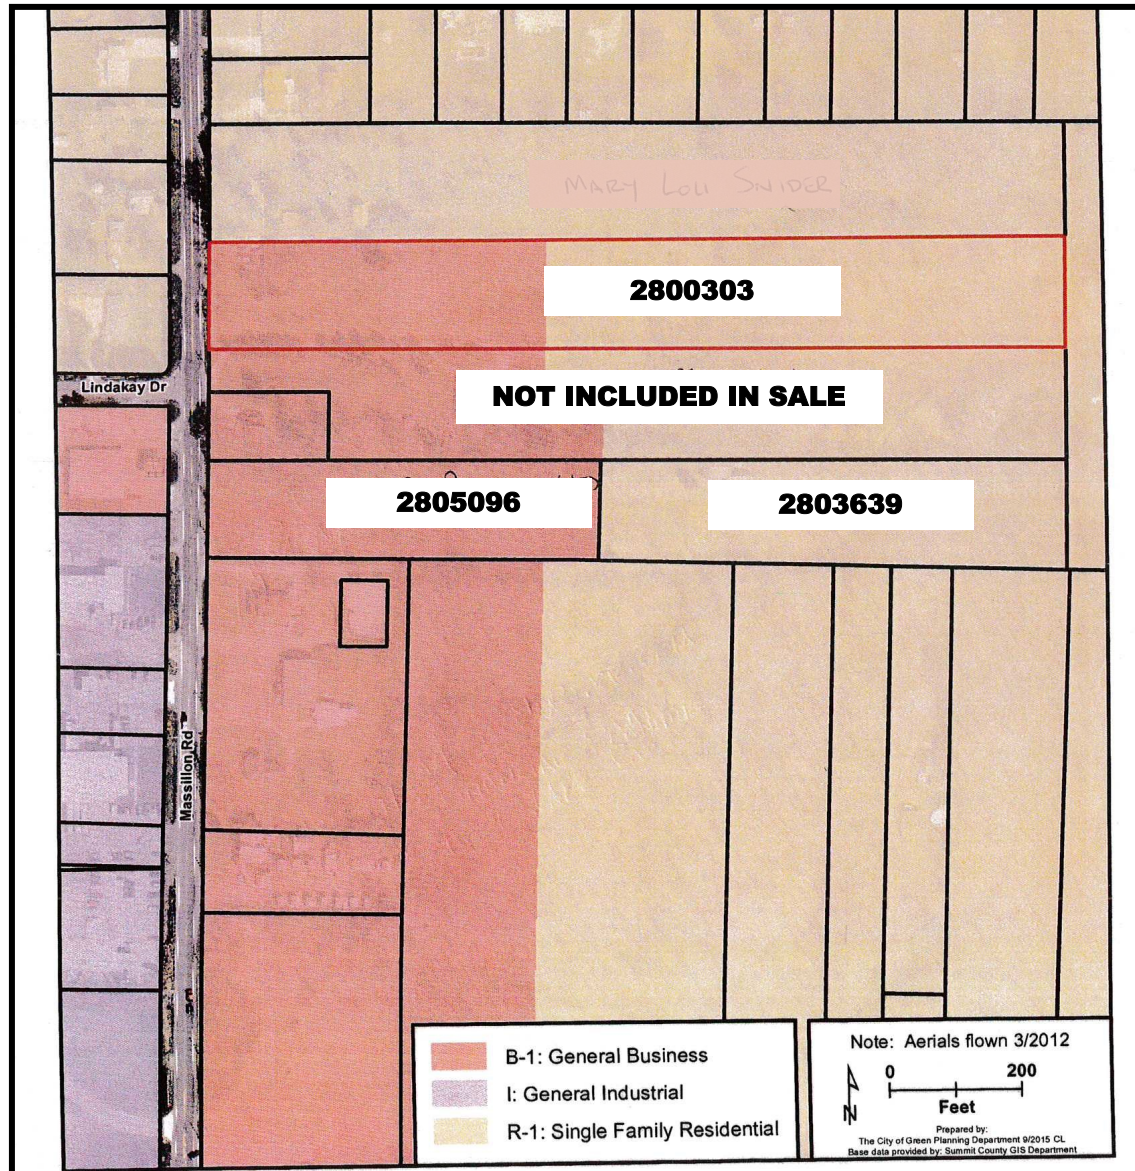 MARY LOU SNIDER
2800303
Lindakay Dr
NOT INCLUDED IN SALE
2805096
2803639
Massillon Rd
B-1: General Business
I: General Industrial
R-1: Single Family Residential
Note: Aerials flown 3/2012
0 200
Feet
N
Prepared by:
The City of Green Planning Department 9/2015 CL
Base data provided by: Summit County GIS Department